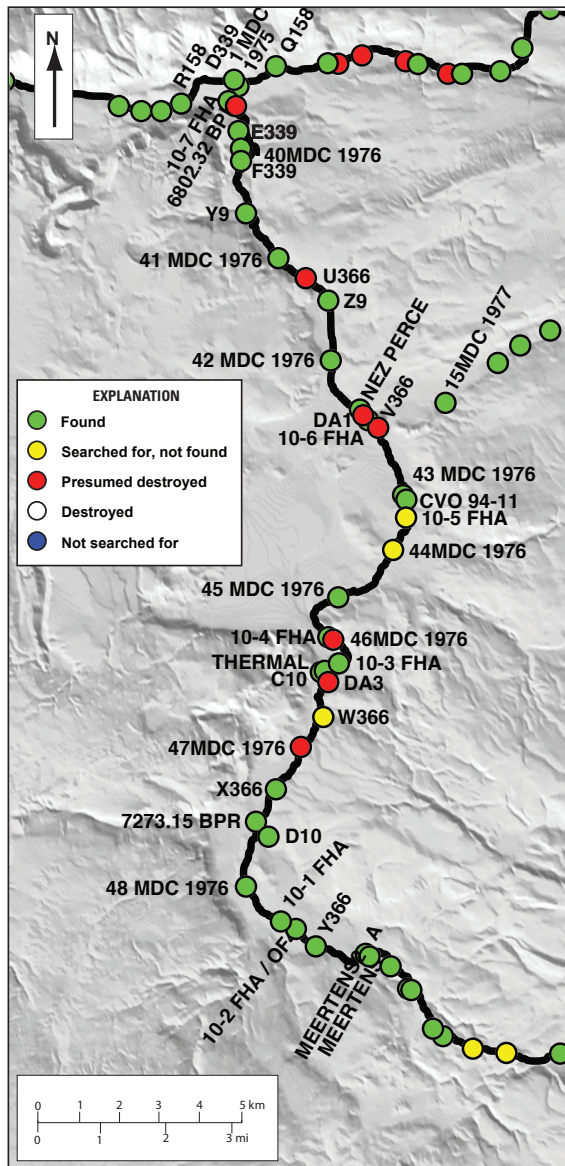 N
R158
D339
1 MDC
1975
Q158
10-7 FHA
6802.32 BPR
E339
40MDC 1976
F339
Y9
41 MDC 1976
U366
Z9
42 MDC 1976
NEZ PERCE
15MDC 1977
V366
DA1
10-6 FHA
EXPLANATION
Found
Searched for, not found
Presumed destroyed
Destroyed
Not searched for
43 MDC 1976
CVO 94-11
10-5 FHA
44MDC 1976
45 MDC 1976
10-4 FHA
46MDC 1976
THERMAL
10-3 FHA
C10
DA3
W366
47MDC 1976
X366
7273.15 BPR
D10
48 MDC 1976
10-1 FHA
Y366
10-2 FHA / OFA
MEERTENS A
MEERTENS
0 1 2 3 4 5 km
0 1 2 3 mi